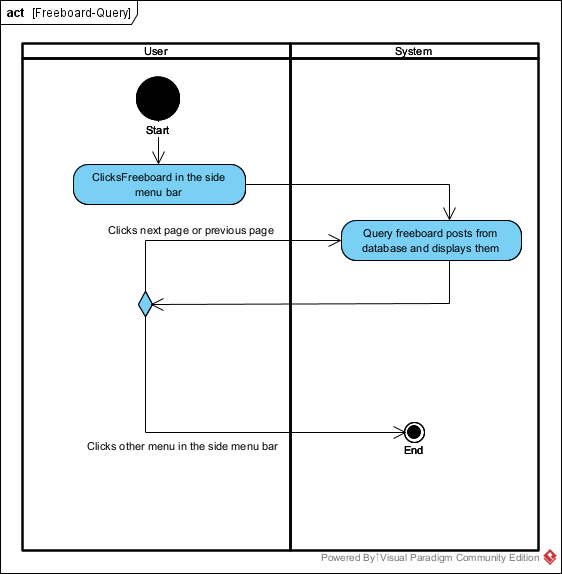 act [Freeboard-Query]
User
System
Start
ClicksFreeboard in the side
menu bar
Clicks next page or previous page
Query freeboard posts from
database and displays them
Clicks other menu in the side menu bar
End
Powered By Visual Paradigm Community Edition